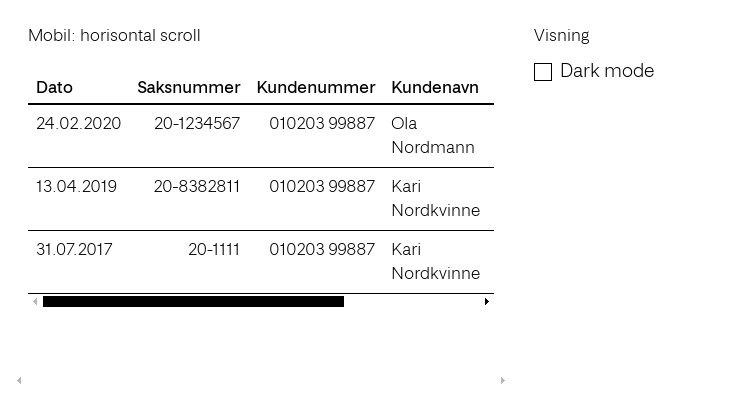 Mobil: horisontal scroll
Visning
Dark mode
Dato Saksnummer Kundenummer Kundenavn
24.02.2020 20-1234567 010203 99887 Ola
Nordmann
13.04.2019 20-8382811 010203 99887 Kari
Nordkvinne
31.07.2017 20-1111 010203 99887 Kari
Nordkvinne